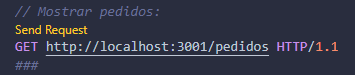 // Mostrar pedidos:
Send Request
GET http://localhost:3001/pedidos HTTP/1.1
###